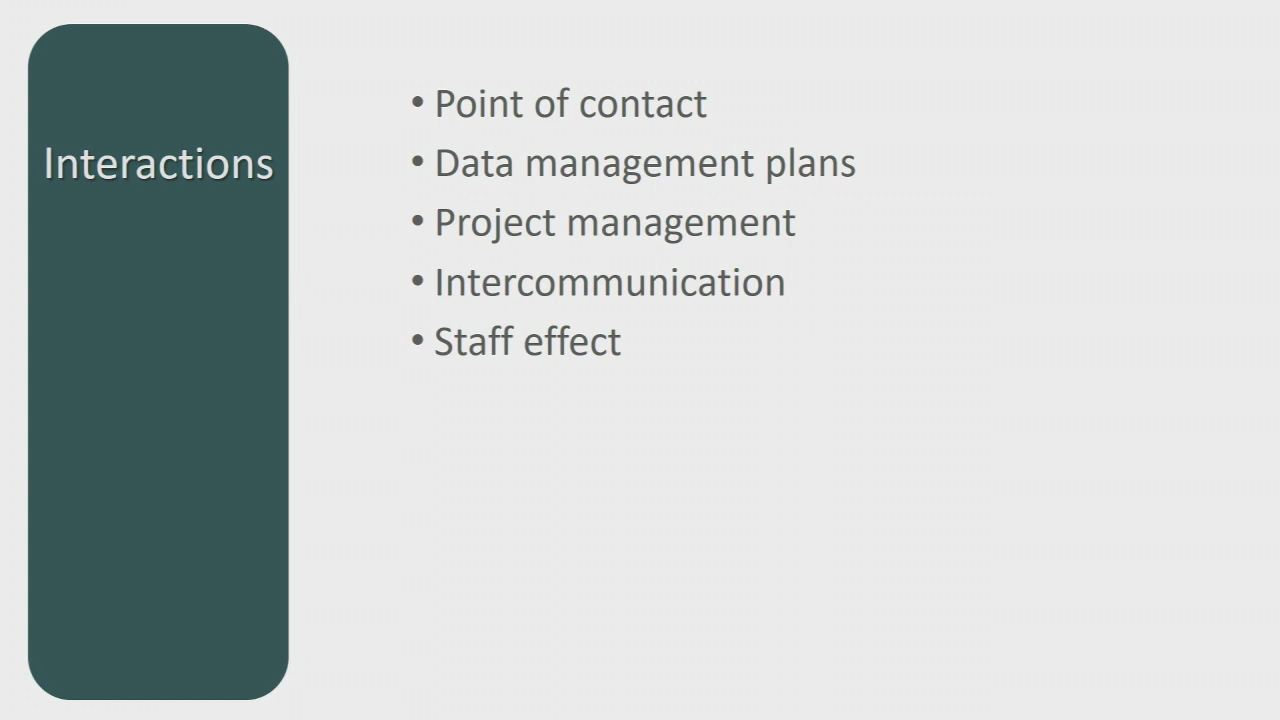 Interactions
• Point of contact
• Data management plans
• Project management
• Intercommunication
• Staff effect